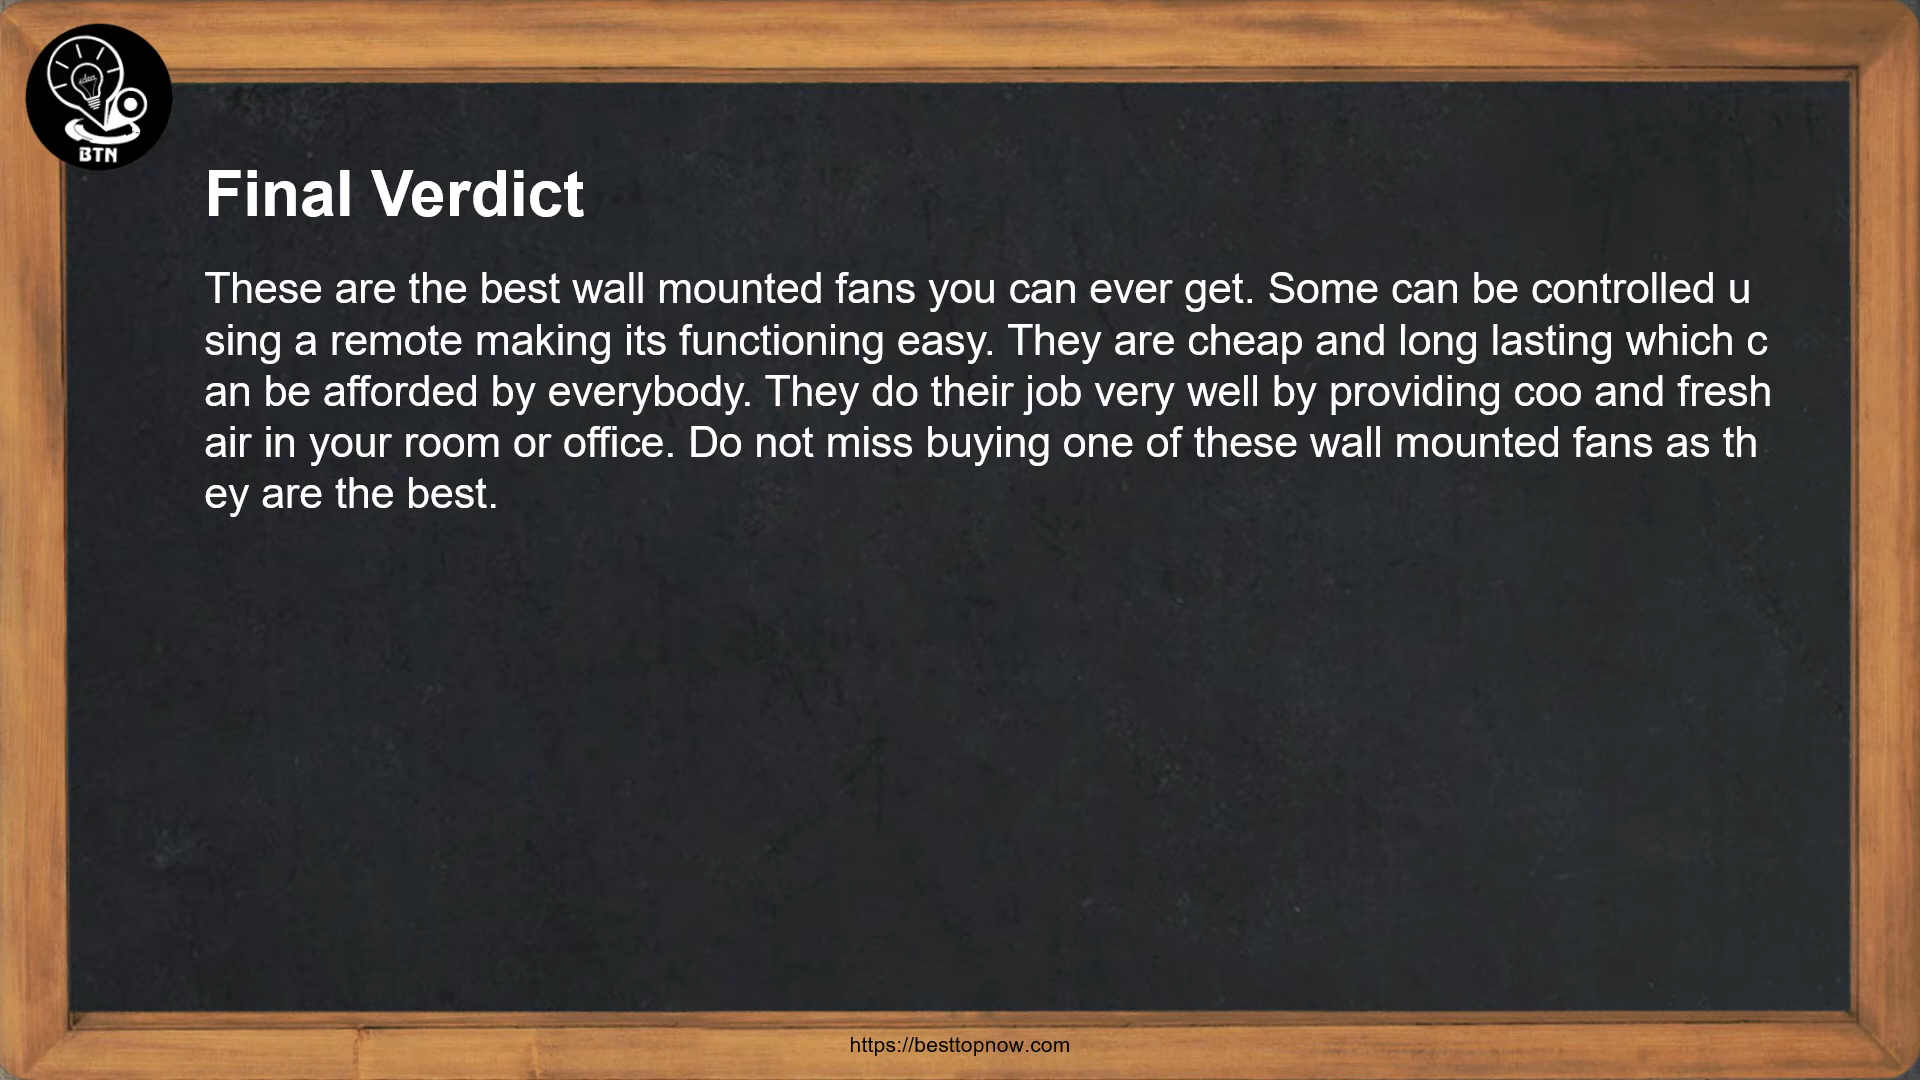 BTN
Final Verdict
These are the best wall mounted fans you can ever get. Some can be controlled u
sing a remote making its functioning easy. They are cheap and long lasting which c
an be afforded by everybody. They do their job very well by providing coo and fresh
air in your room or office. Do not miss buying one of these wall mounted fans as th
ey are the best.
https://besttopnow.com